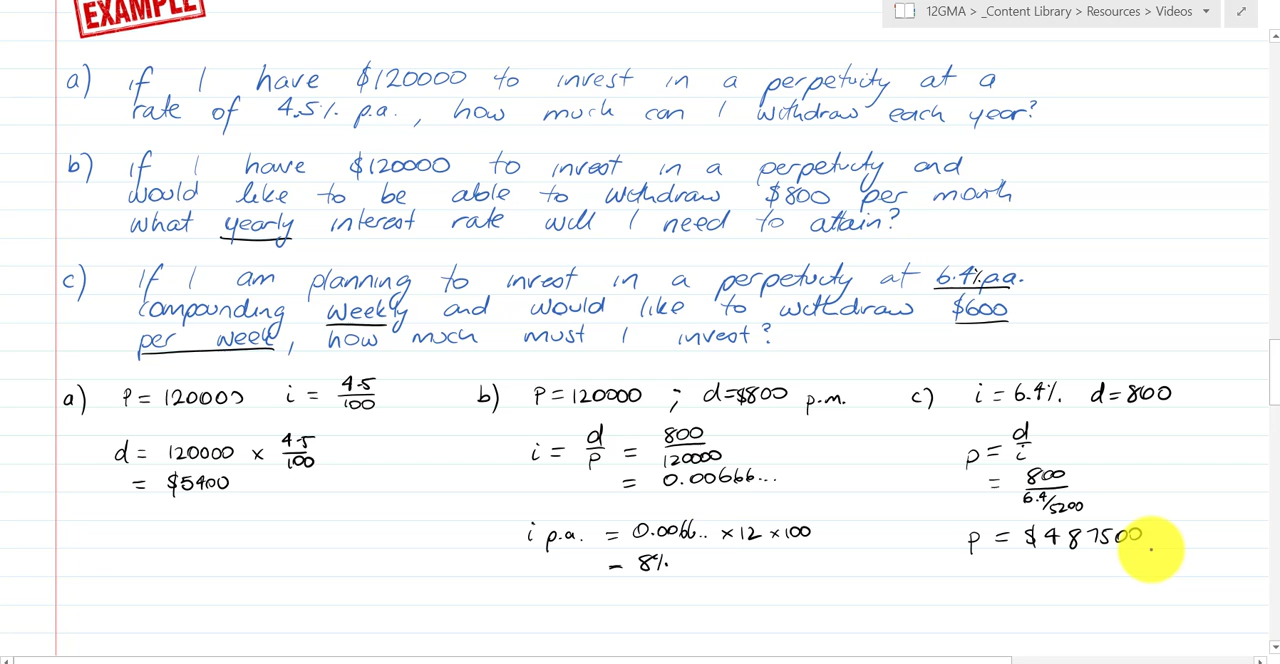 EXAMPLE
12GMA > _Content Library > Resources > Videos
a) if I have $120000 to invest in a perpetuity at a
rate of 4.5% p.a., how much can I withdraw each year?
b) if I have $120000 to invest in a perpetuity and
would like to be able to withdraw $800 per month
what yearly interest rate will I need to attain?
c) If I am planning to invest in a perpetuity at 6.4% pa.
compounding weekly and would like to withdraw $600
per week, how much must I invest?
a) P = 120000 i = 4.5/100
d = 120000 × 4.5/100
= $5400
b) P = 120000 ; d = $800 p.m.
i = d/P = 800/120000
= 0.00666...
i p.a. = 0.0066.. × 12 × 100
= 8%
c) i = 6.4% d = 800
P = d/i
= 800/6.4/5200
P = $487500